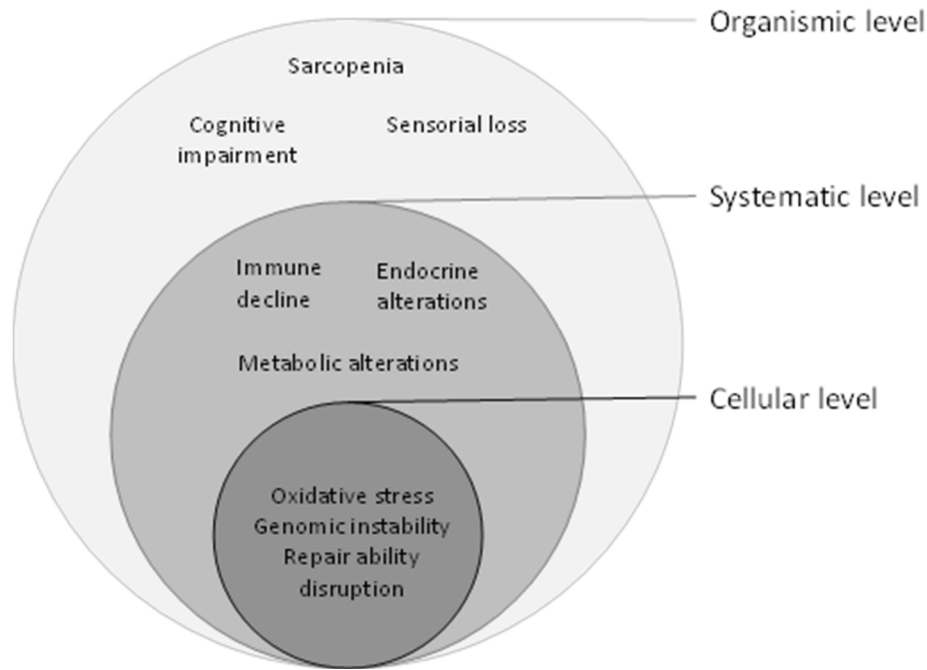 Organismic level
Sarcopenia
Cognitive
impairment
Sensorial loss
Systematic level
Immune
decline
Endocrine
alterations
Metabolic alterations
Cellular level
Oxidative stress
Genomic instability
Repair ability
disruption